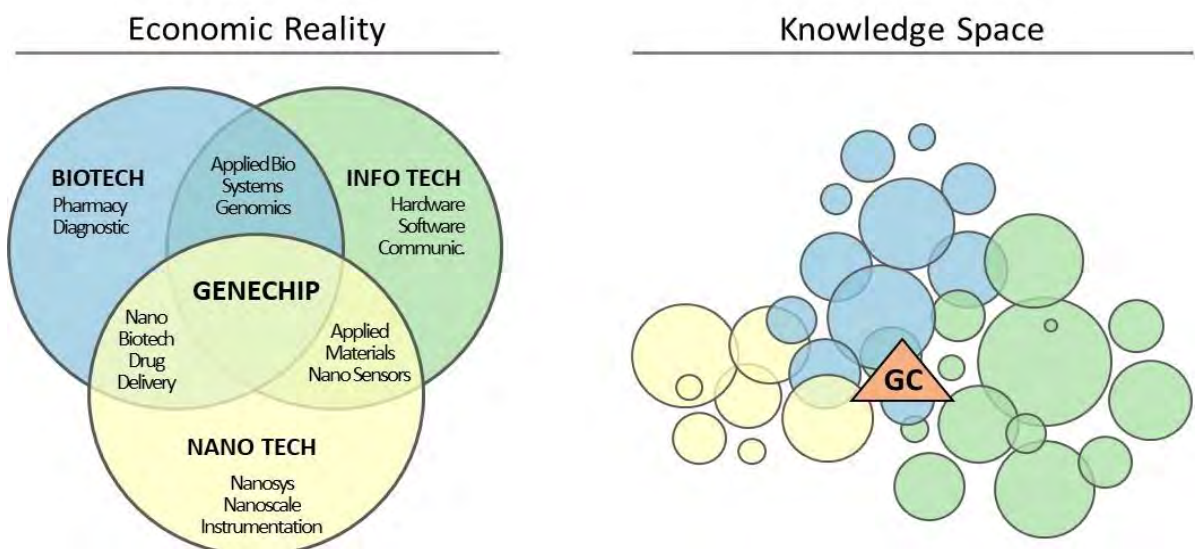 Economic Reality
Knowledge Space
BIOTECH
Pharmacy
Diagnostic
Applied Bio
Systems
Genomics
INFO TECH
Hardware
Software
Communic.
GENECHIP
Nano
Biotech
Drug
Delivery
Applied
Materials
Nano Sensors
NANO TECH
Nanosys
Nanoscale
Instrumentation
GC